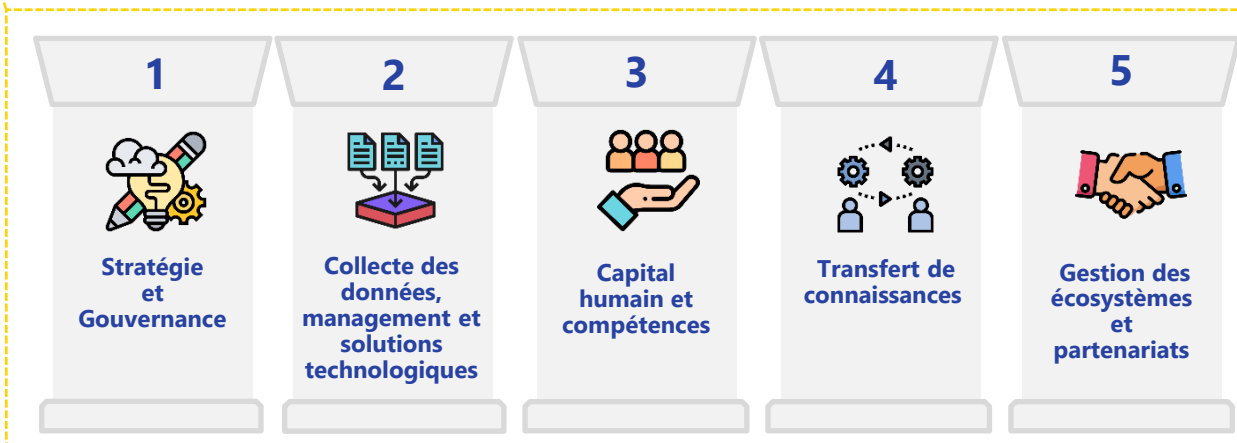 1
Stratégie
et
Gouvernance
2
Collecte des
données,
management et
solutions
technologiques
3
Capital
humain et
compétences
4
Transfert de
connaissances
5
Gestion des
écosystèmes
et
partenariats